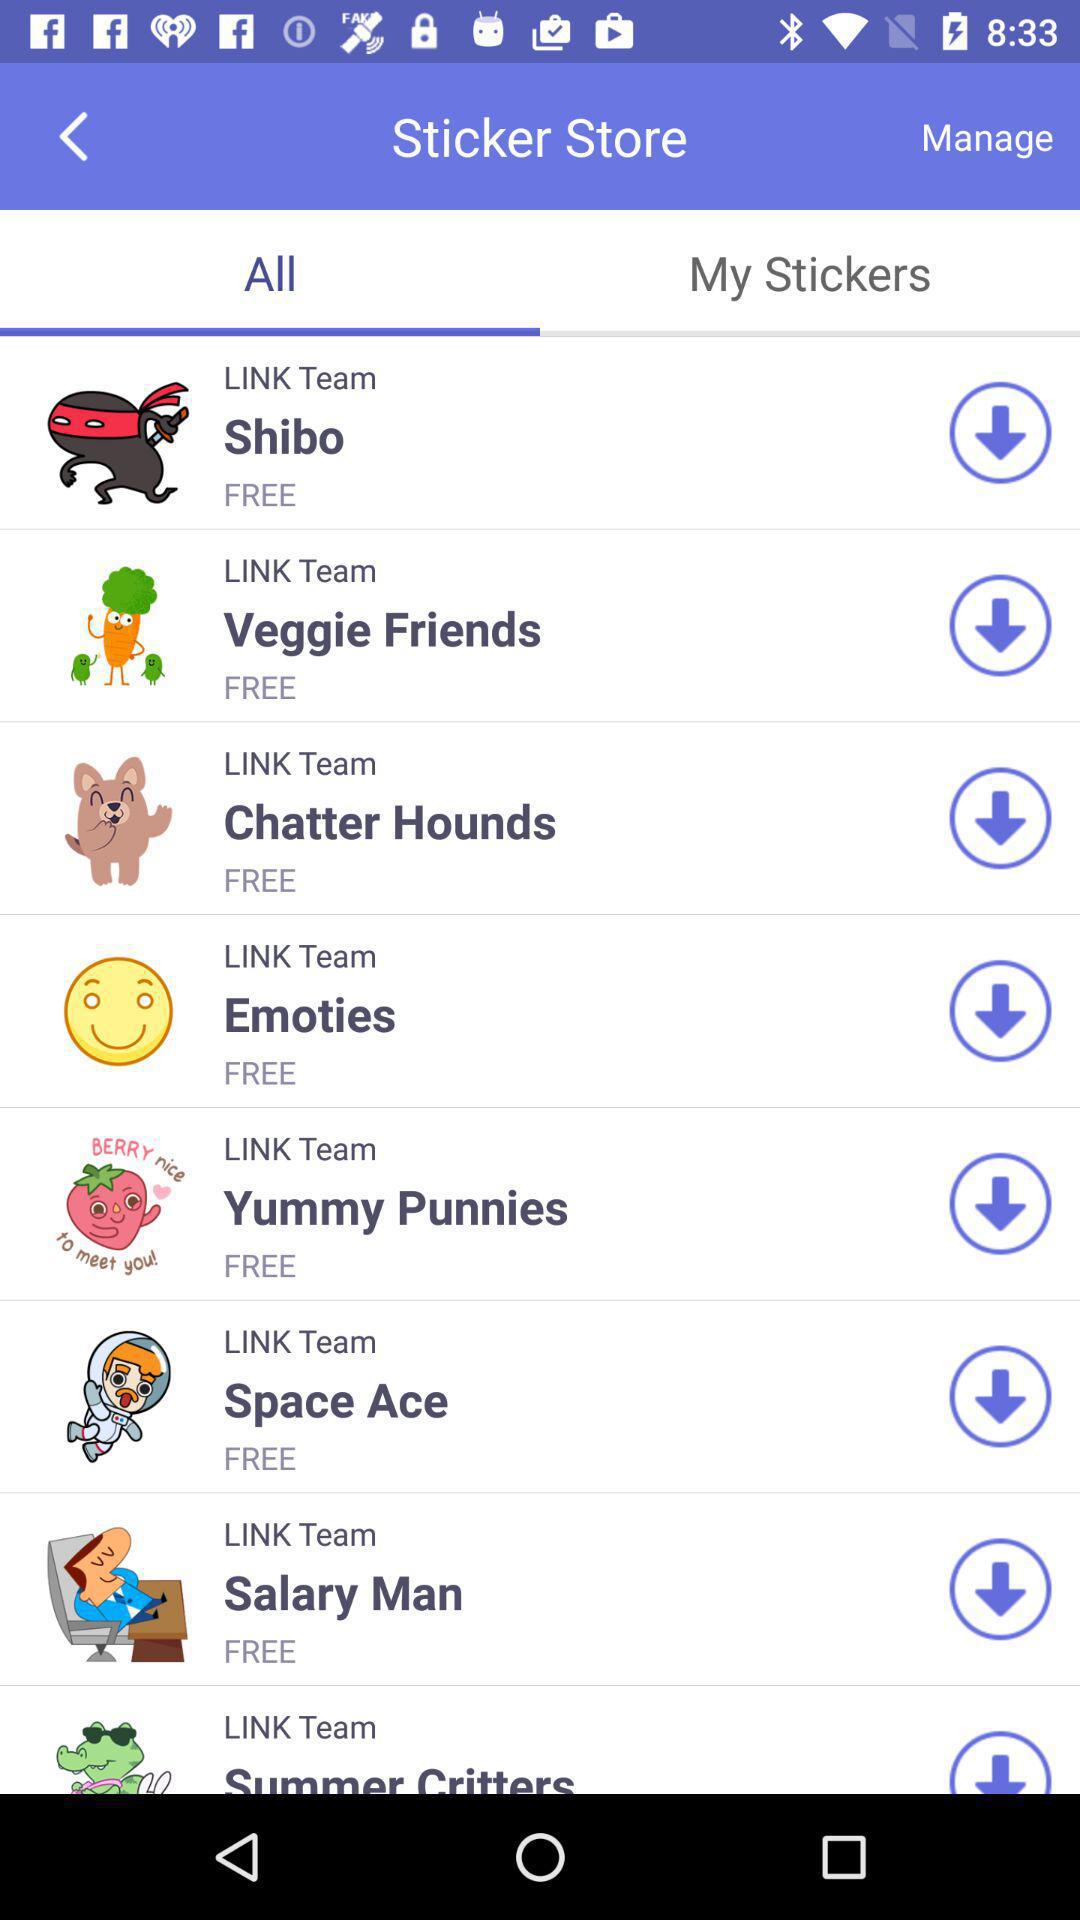 FAKE
8:33
Sticker Store
Manage
All
My Stickers
LINK Team
Shibo
FREE
LINK Team
Veggie Friends
FREE
LINK Team
Chatter Hounds
FREE
LINK Team
Emoties
FREE
BERRY nice
to meet you!
LINK Team
Yummy Punnies
FREE
LINK Team
Space Ace
FREE
LINK Team
Salary Man
FREE
LINK Team
Summer Critters